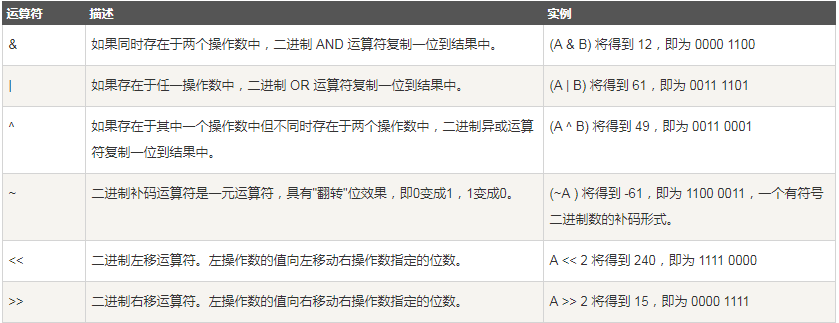 运算符 描述 实例
& 如果同时存在于两个操作数中，二进制 AND 运算符复制一位到结果中。 (A & B) 将得到 12，即为 0000 1100
| 如果存在于任一操作数中，二进制 OR 运算符复制一位到结果中。 (A | B) 将得到 61，即为 0011 1101
^ 如果存在于其中一个操作数中但不同时存在于两个操作数中，二进制异或运算 (A ^ B) 将得到 49，即为 0011 0001
符复制一位到结果中。
~ 二进制补码运算符是一元运算符，具有"翻转"位效果，即0变成1，1变成0。 (~A ) 将得到 -61，即为 1100 0011，一个有符号
二进制数的补码形式。
<< 二进制左移运算符。左操作数的值向左移动右操作数指定的位数。 A << 2 将得到 240，即为 1111 0000
>> 二进制右移运算符。左操作数的值向右移动右操作数指定的位数。 A >> 2 将得到 15，即为 0000 1111